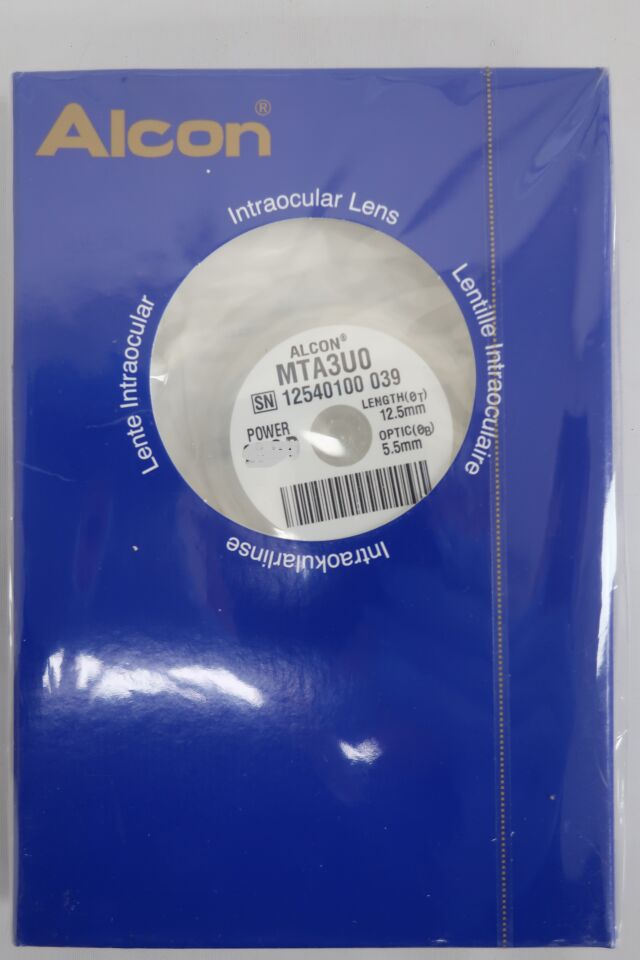 Alcon®
Intraocular Lens
Lente Intraocular
Lentille Intraoculaire
ALCON®
MTA3U0
SN 12540100 039
LENGTH(ØT)
12.5mm
POWER
OPTIC(ØB)
5.5mm
Intraokularlinse